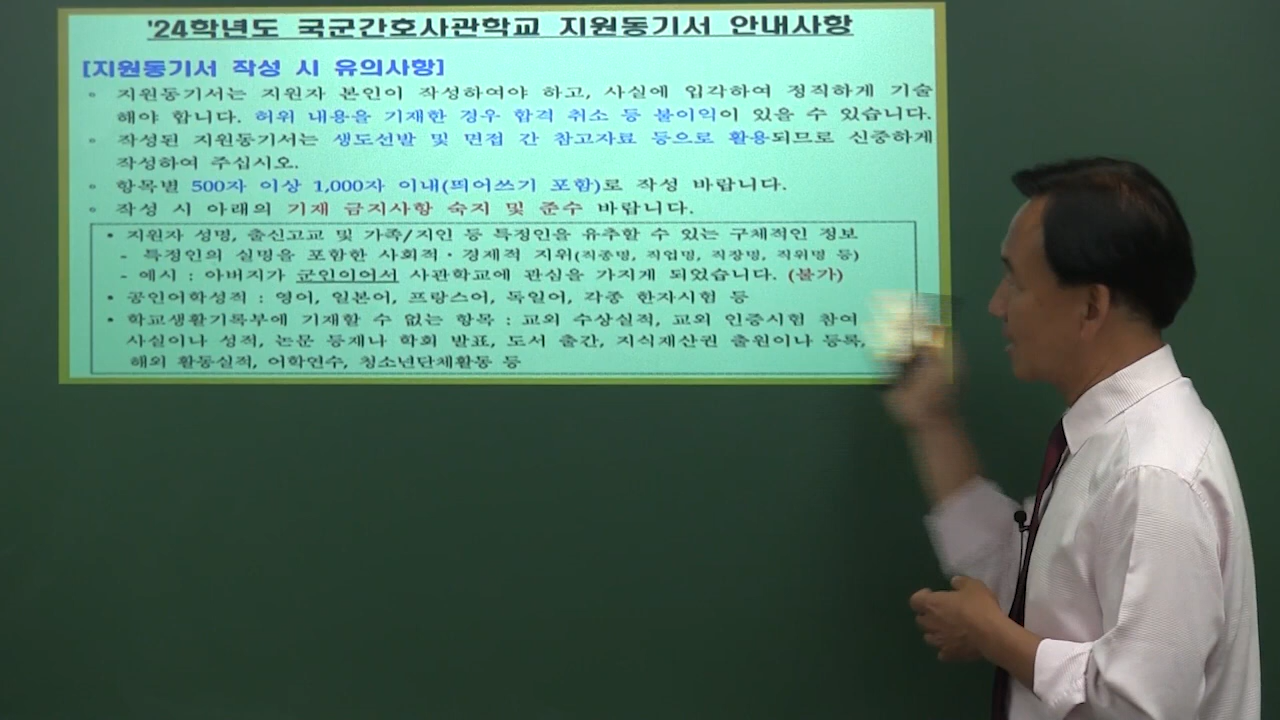 '24학년도 국군간호사관학교 지원동기서 안내사항
[지원동기서 작성 시 유의사항]
◦ 지원동기서는 지원자 본인이 작성하여야 하고, 사실에 입각하여 정직하게 기술
해야 합니다. 허위 내용을 기재한 경우 합격 취소 등 불이익이 있을 수 있습니다.
◦ 작성된 지원동기서는 생도선발 및 면접 간 참고자료 등으로 활용되므로 신중하게
작성하여 주십시오.
◦ 항목별 500자 이상 1,000자 이내(띄어쓰기 포함)로 작성 바랍니다.
◦ 작성 시 아래의 기재 금지사항 숙지 및 준수 바랍니다.
• 지원자 성명, 출신고교 및 가족/지인 등 특정인을 유추할 수 있는 구체적인 정보
- 특정인의 실명을 포함한 사회적·경제적 지위(직종명, 직업명, 직장명, 직위명 등)
- 예시 : 아버지가 군인이어서 사관학교에 관심을 가지게 되었습니다. (불가)
• 공인어학성적 : 영어, 일본어, 프랑스어, 독일어, 각종 한자시험 등
• 학교생활기록부에 기재할 수 없는 항목 : 교외 수상실적, 교외 인증시험 참여
사실이나 성적, 논문 등재나 학회 발표, 도서 출간, 지식재산권 출원이나 등록,
해외 활동실적, 어학연수, 청소년단체활동 등